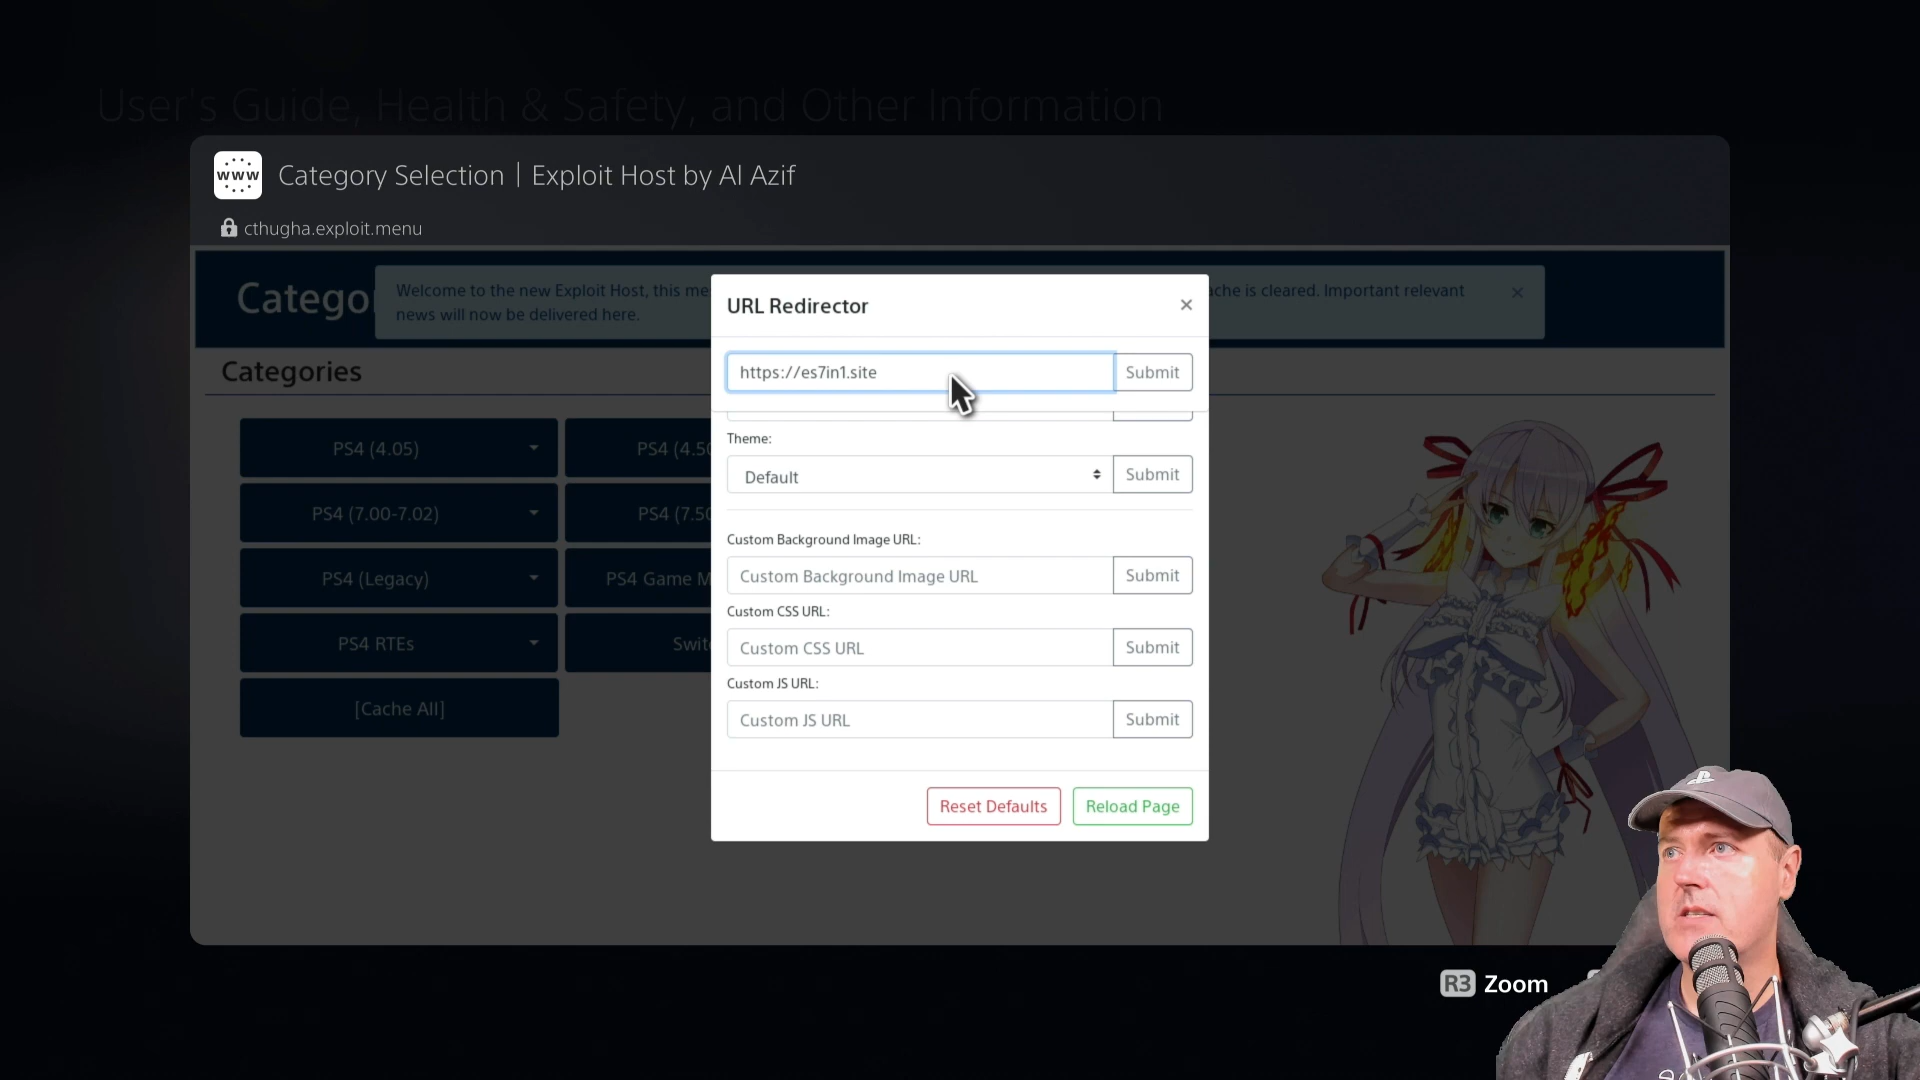 User's Guide, Health & Safety, and Other Information
www
Category Selection | Exploit Host by Al Azif
cthugha.exploit.menu
Catego
Welcome to the new Exploit Host, this me
ache is cleared. Important relevant
news will now be delivered here.
URL Redirector
×
https://es7in1.site
Submit
Categories
Theme:
Default
Submit
PS4 (4.05)
PS4 (4.50
PS4 (7.00-7.02)
PS4 (7.50
Custom Background Image URL:
Custom Background Image URL
Submit
PS4 (Legacy)
PS4 Game M
Custom CSS URL:
Custom CSS URL
Submit
PS4 RTEs
Swit
Custom JS URL:
Custom JS URL
Submit
[Cache All]
Reset Defaults
Reload Page
R3 Zoom